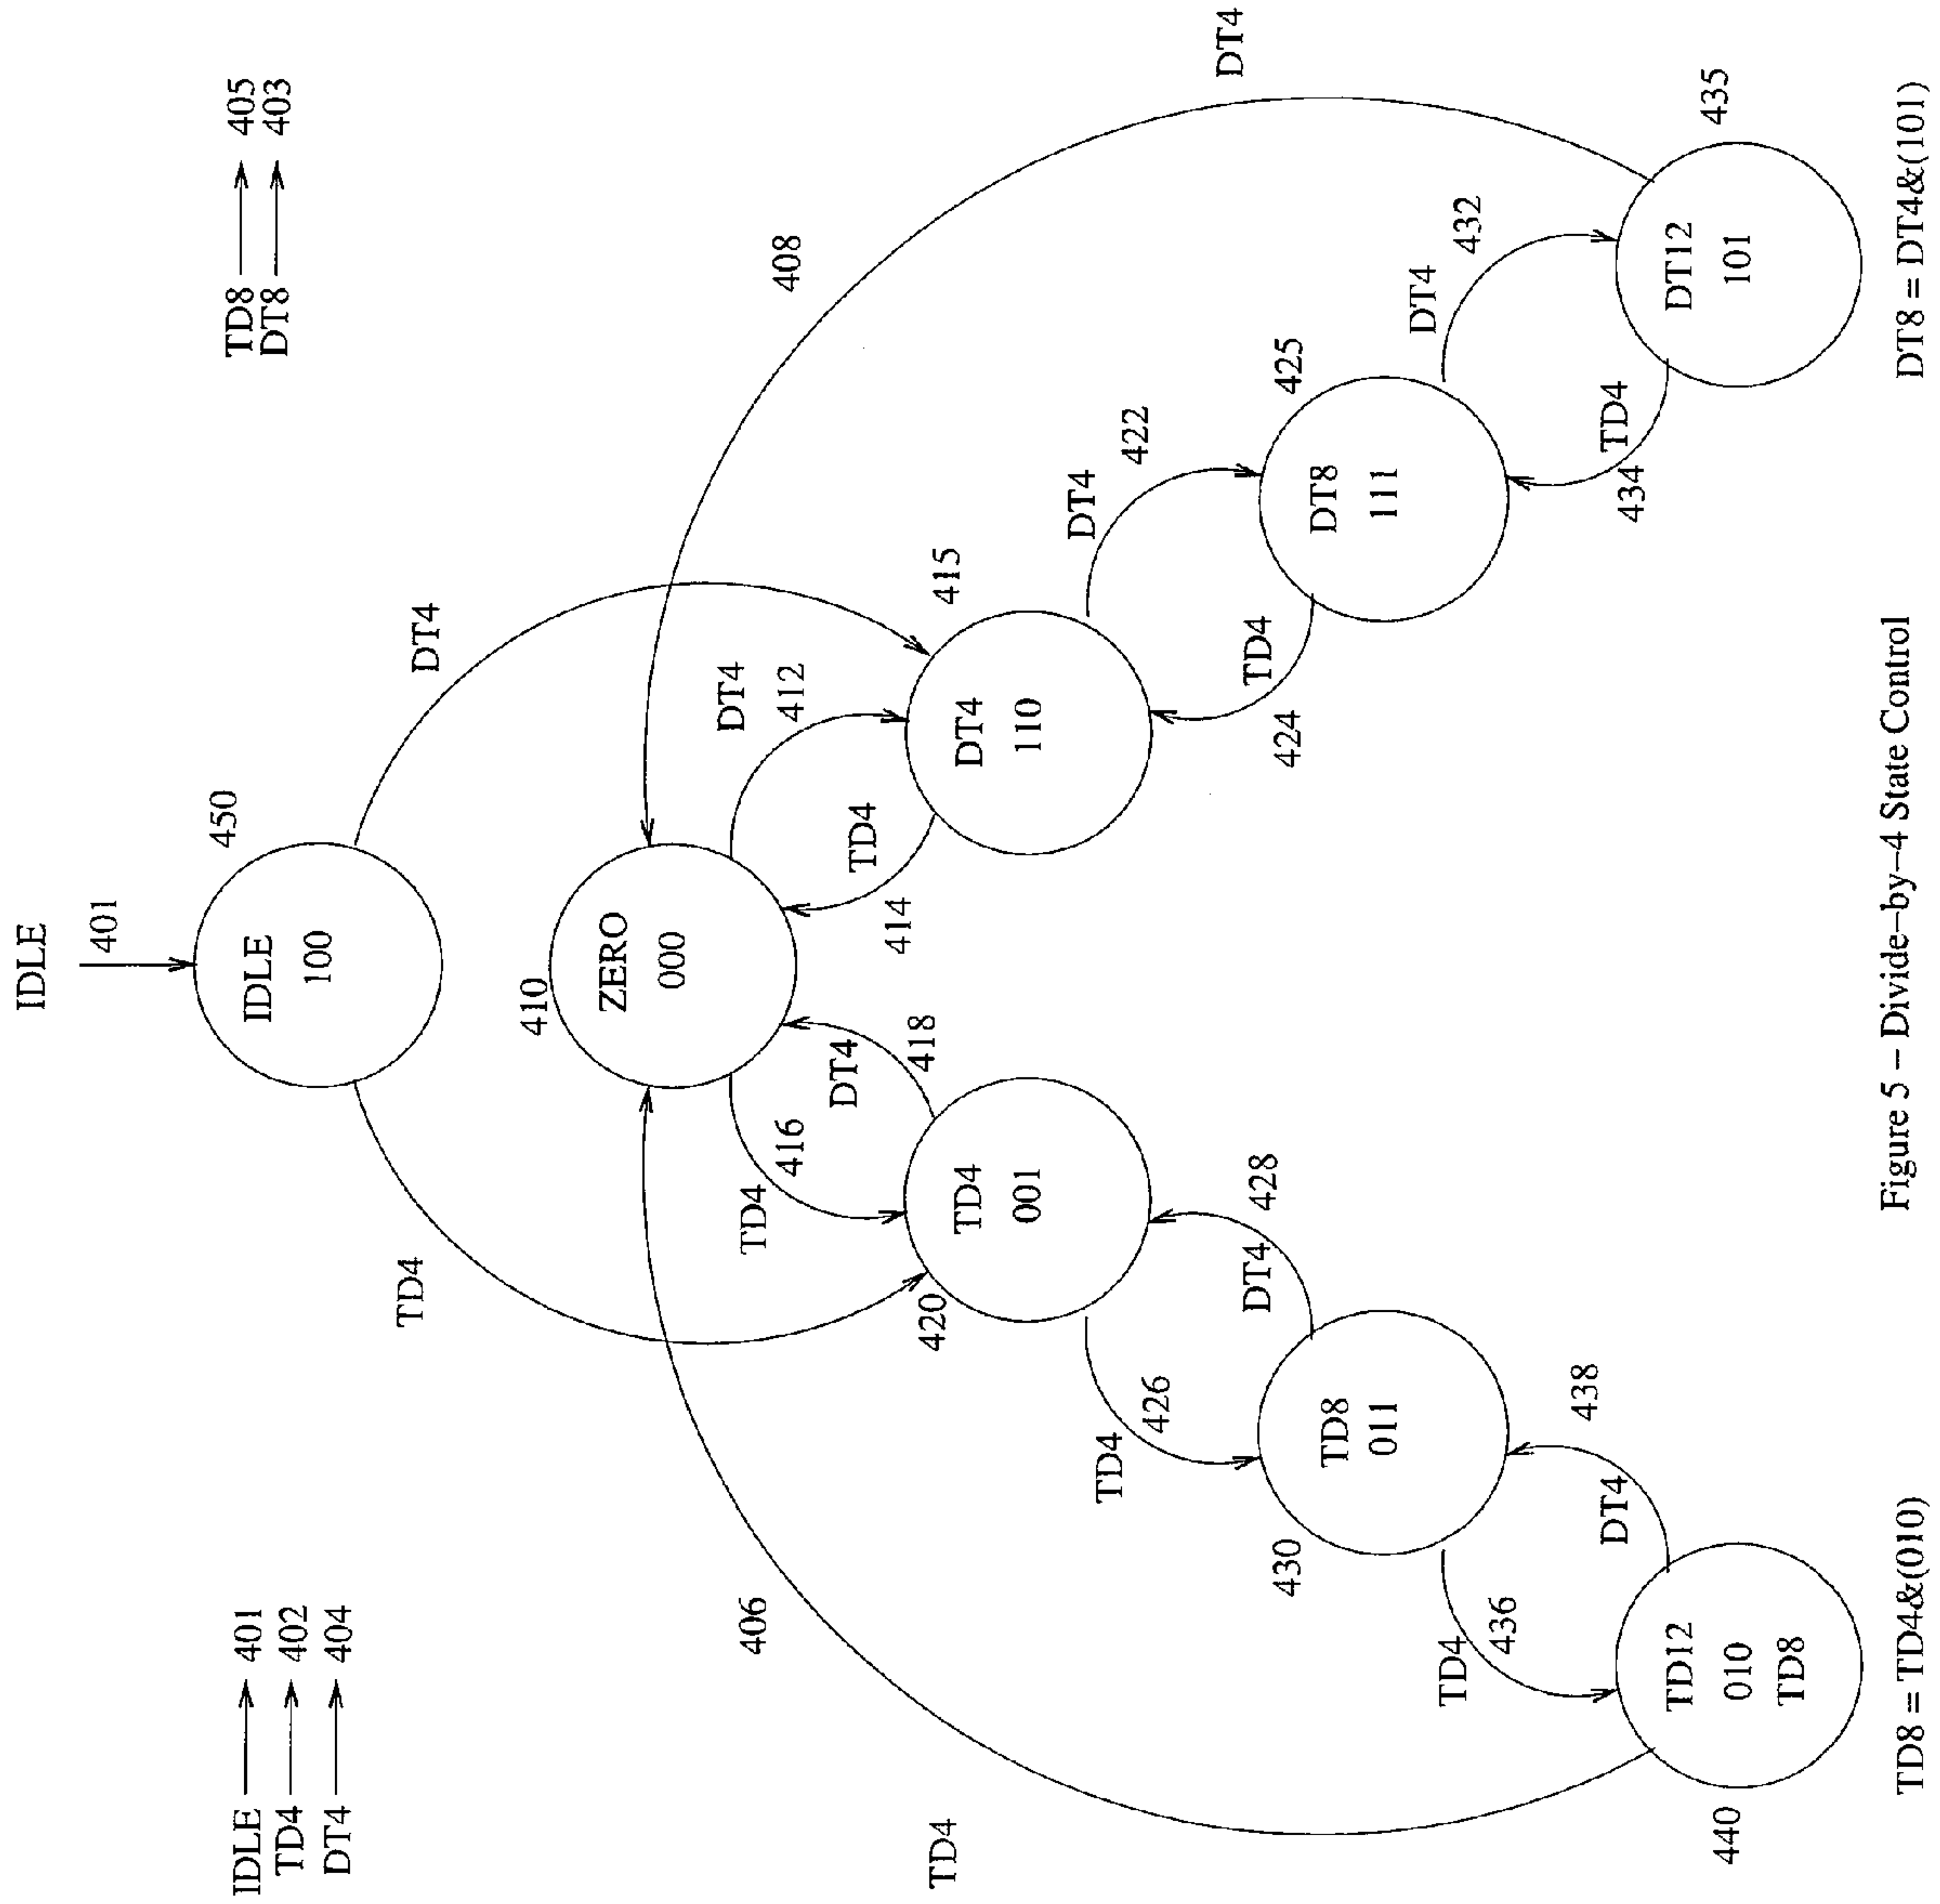 IDLE
401
IDLE → 401
TD4 → 402
DT4 → 404
TD8 → 405
DT8 → 403
450
IDLE
100
TD4
DT4
410
ZERO
000
408
DT4
406
TD4
TD4
416
DT4
418
DT4
412
TD4
414
420
TD4
001
415
DT4
110
TD4
426
DT4
428
DT4
422
TD4
424
430
TD8
011
425
DT8
111
TD4
436
DT4
438
DT4
432
TD4
434
440
TD12
010
TD8
435
DT12
101
TD8 = TD4&(010)
DT8 = DT4&(101)
Figure 5 – Divide–by–4 State Control